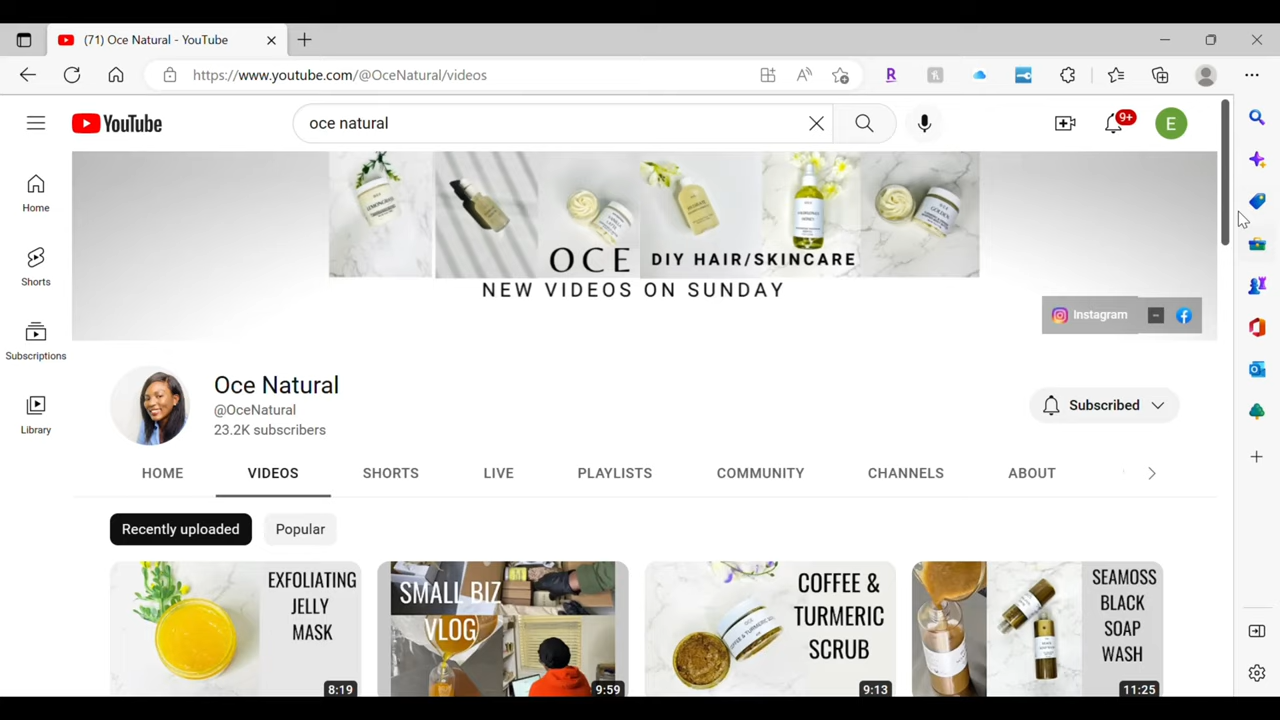 (71) Oce Natural - YouTube
https://www.youtube.com/@OceNatural/videos
YouTube
oce natural
9+
E
Home
Shorts
Subscriptions
Library
OCE DIY HAIR/SKINCARE
NEW VIDEOS ON SUNDAY
Instagram
Oce Natural
@OceNatural
23.2K subscribers
Subscribed
HOME VIDEOS SHORTS LIVE PLAYLISTS COMMUNITY CHANNELS ABOUT
Recently uploaded Popular
EXFOLIATING
JELLY
MASK
8:19
SMALL BIZ
VLOG
9:59
COFFEE &
TURMERIC
SCRUB
9:13
SEAMOSS
BLACK
SOAP
WASH
11:25